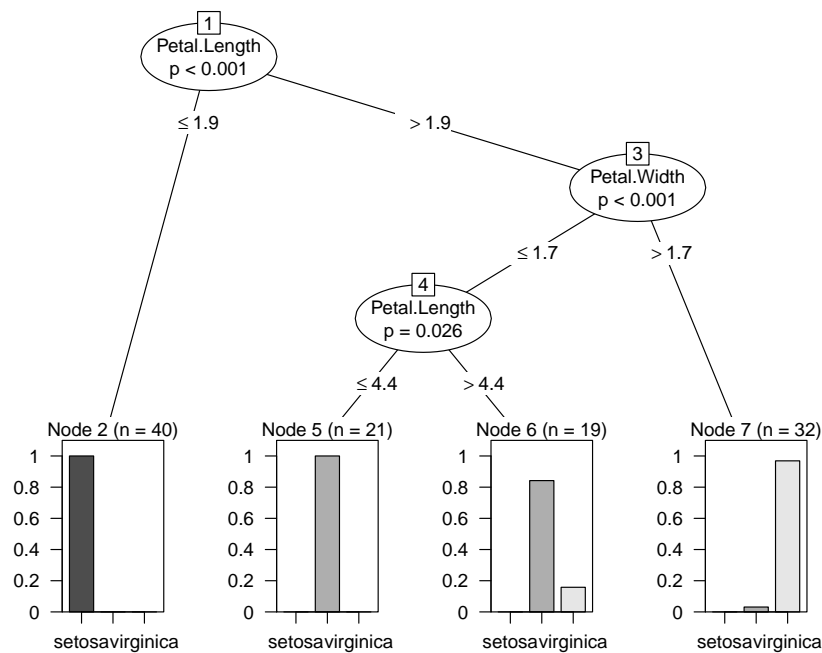 1
Petal.Length
p < 0.001
≤ 1.9
> 1.9
3
Petal.Width
p < 0.001
≤ 1.7
> 1.7
4
Petal.Length
p = 0.026
≤ 4.4
> 4.4
Node 2 (n = 40)
1
0.8
0.6
0.4
0.2
0
setosavirginica
Node 5 (n = 21)
1
0.8
0.6
0.4
0.2
0
setosavirginica
Node 6 (n = 19)
1
0.8
0.6
0.4
0.2
0
setosavirginica
Node 7 (n = 32)
1
0.8
0.6
0.4
0.2
0
setosavirginica